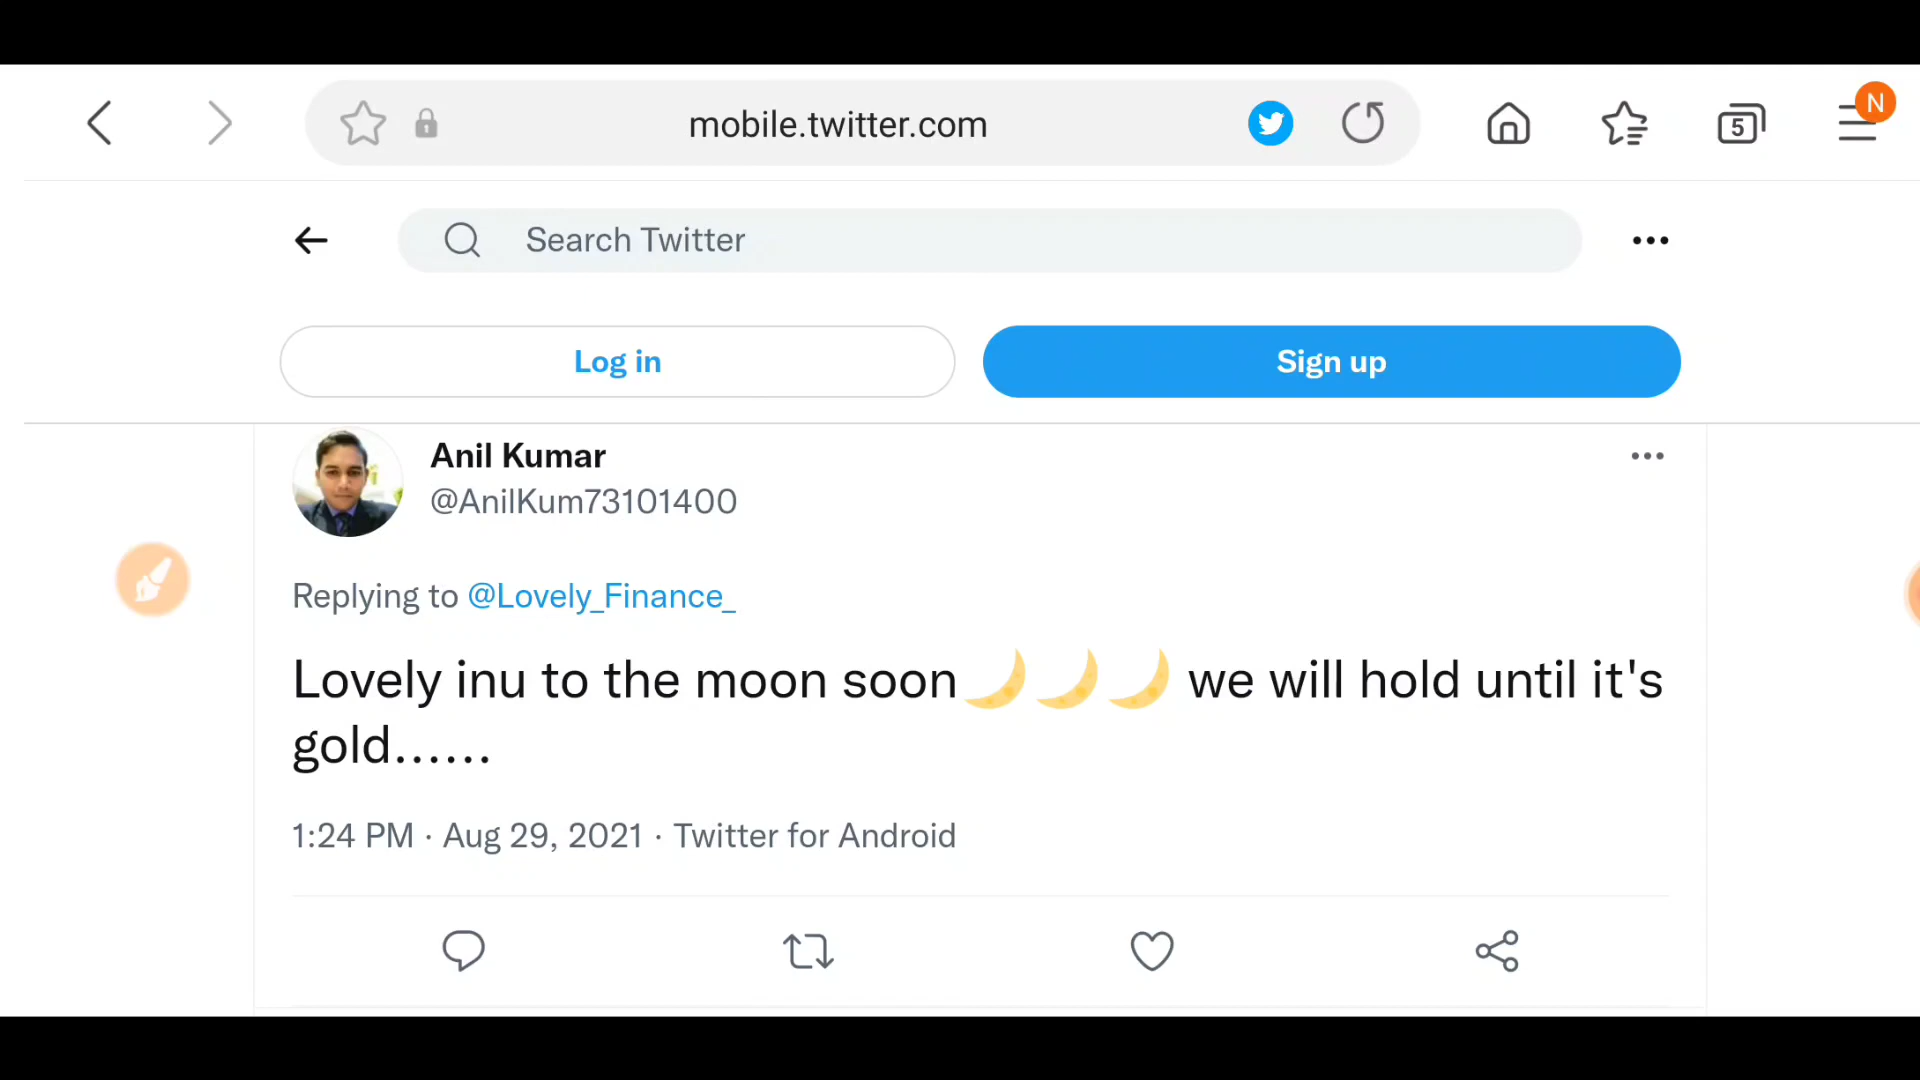 mobile.twitter.com
5
N
Search Twitter
Log in
Sign up
Anil Kumar
@AnilKum73101400
Replying to @Lovely_Finance_
Lovely inu to the moon soon🌙🌙🌙 we will hold until it's
gold......
1:24 PM · Aug 29, 2021 · Twitter for Android